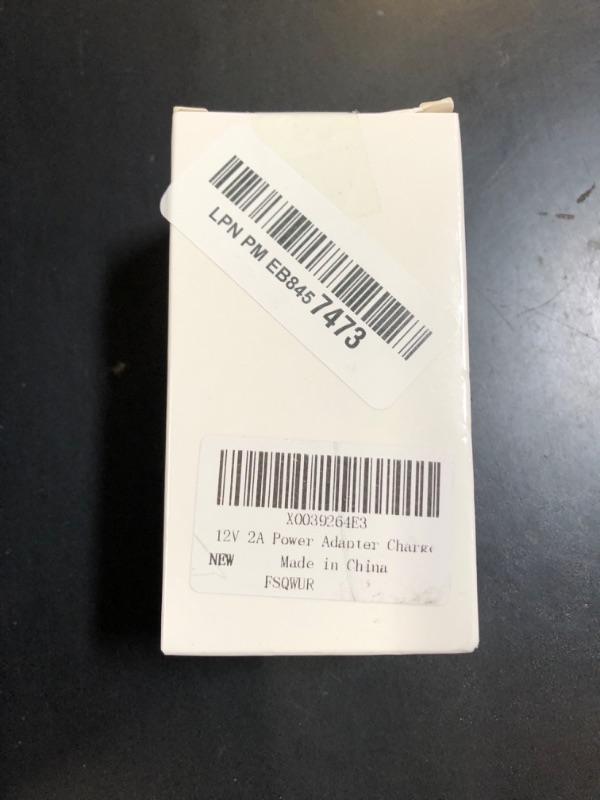 LPN PM EB845 7473
X0039264E3
12V 2A Power Adapter Charge
NEW Made in China
FSQWUR